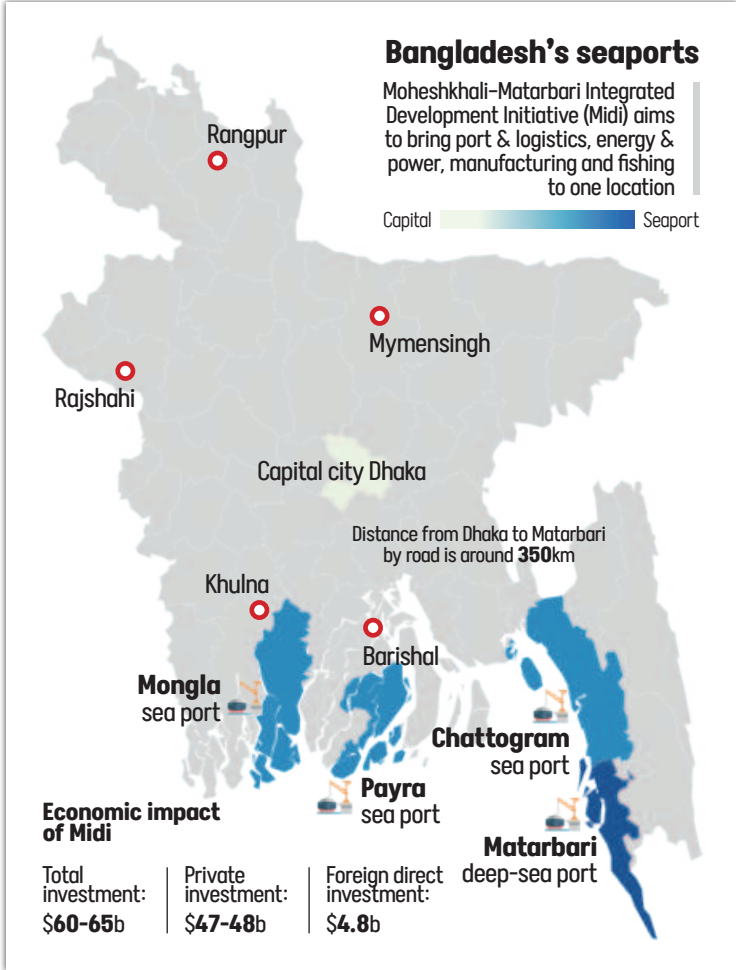 Bangladesh's seaports
Moheshkhali-Matarbari Integrated
Development Initiative (Midi) aims
to bring port & logistics, energy &
power, manufacturing and fishing
to one location
Capital
Seaport
Rangpur
Mymensingh
Rajshahi
Capital city Dhaka
Distance from Dhaka to Matarbari
by road is around 350km
Khulna
Barishal
Mongla
sea port
Chattogram
sea port
Payra
sea port
Matarbari
deep-sea port
Economic impact
of Midi
Total
investment:
$60-65b
Private
investment:
$47-48b
Foreign direct
investment:
$4.8b